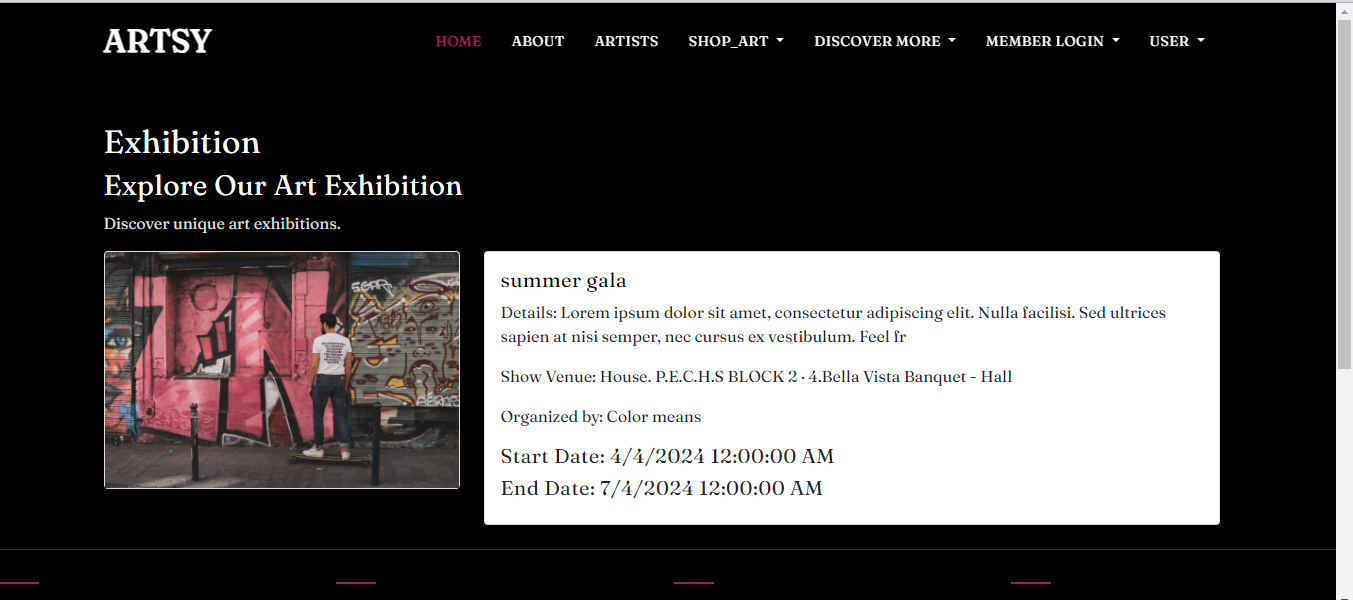 ARTSY
HOME ABOUT ARTISTS SHOP_ART DISCOVER MORE MEMBER LOGIN USER
Exhibition
Explore Our Art Exhibition
Discover unique art exhibitions.
summer gala
Details: Lorem ipsum dolor sit amet, consectetur adipiscing elit. Nulla facilisi. Sed ultrices
sapien at nisi semper, nec cursus ex vestibulum. Feel fr
Show Venue: House. P.E.C.H.S BLOCK 2 · 4.Bella Vista Banquet - Hall
Organized by: Color means
Start Date: 4/4/2024 12:00:00 AM
End Date: 7/4/2024 12:00:00 AM